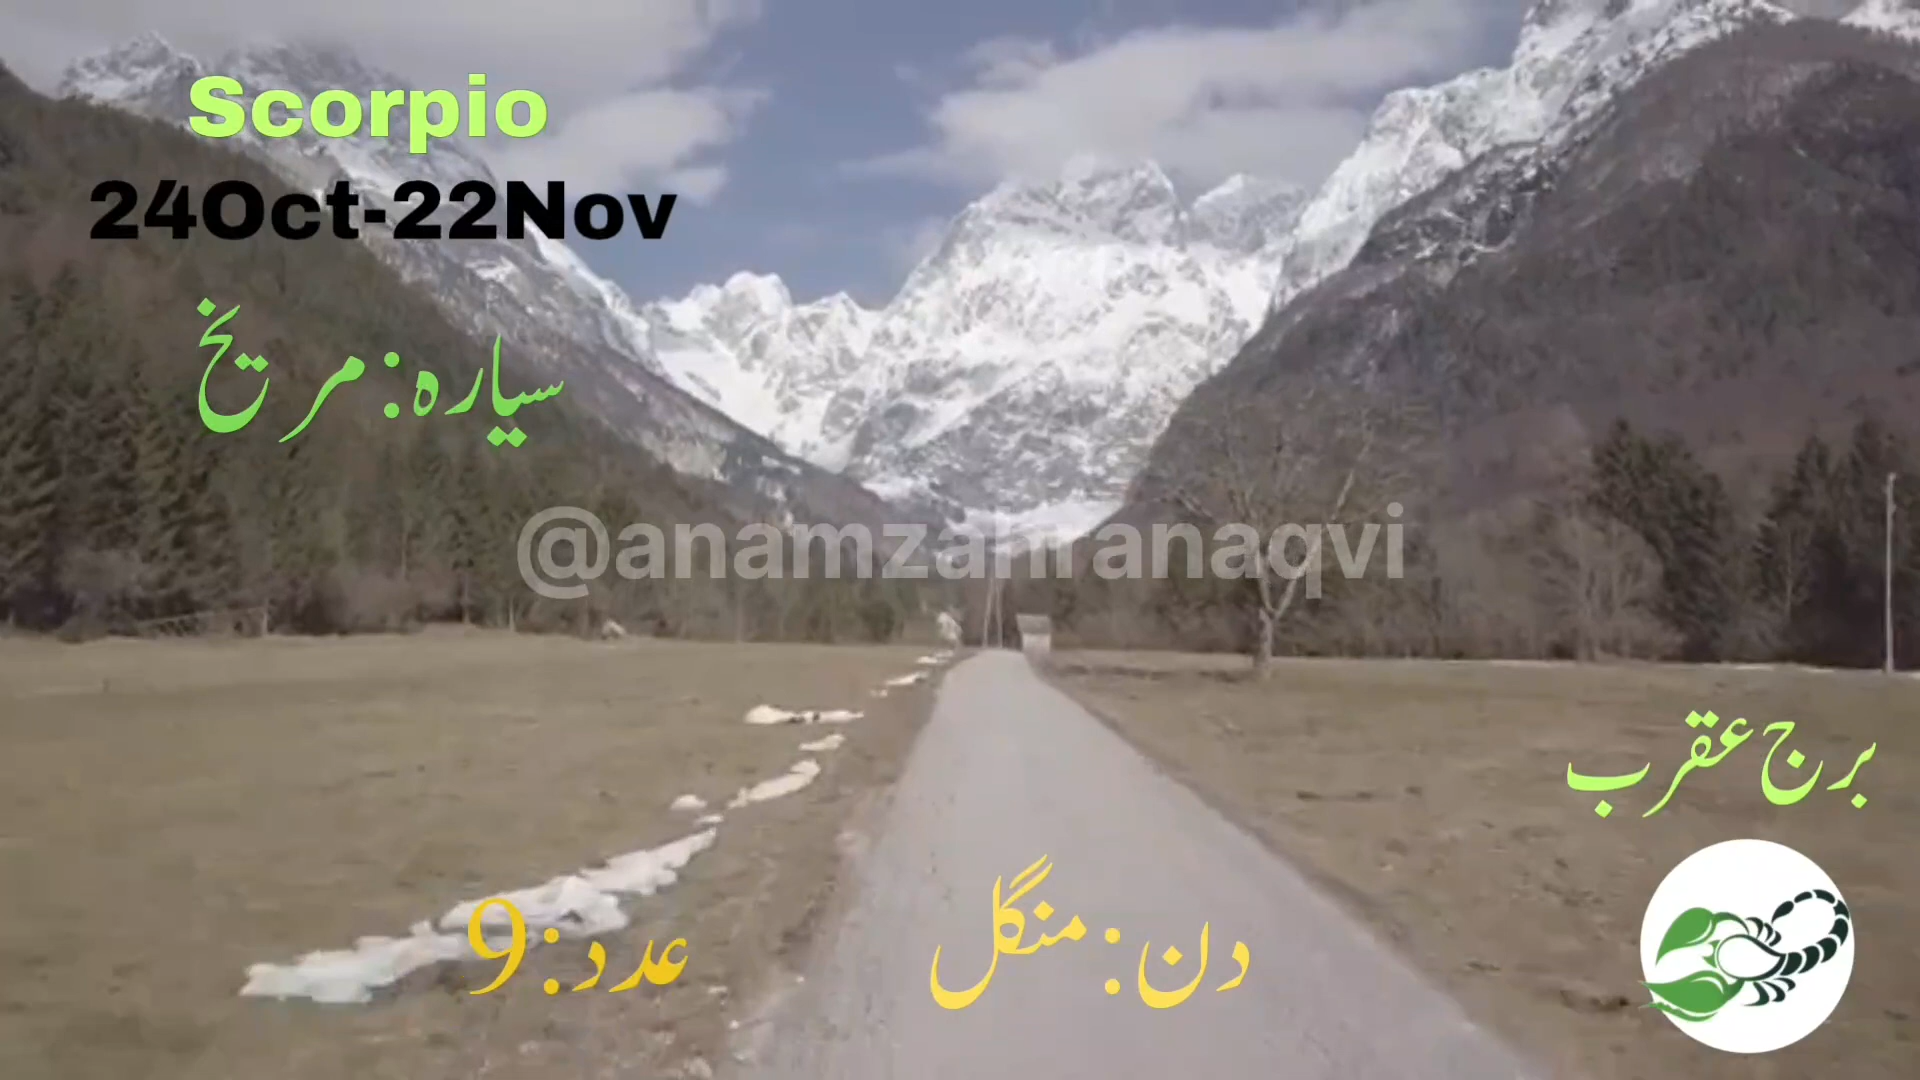 Scorpio
24Oct-22Nov
سیارہ: مریخ
@anamzahranaqvi
برج عقرب
دن: منگل
عدد: 9